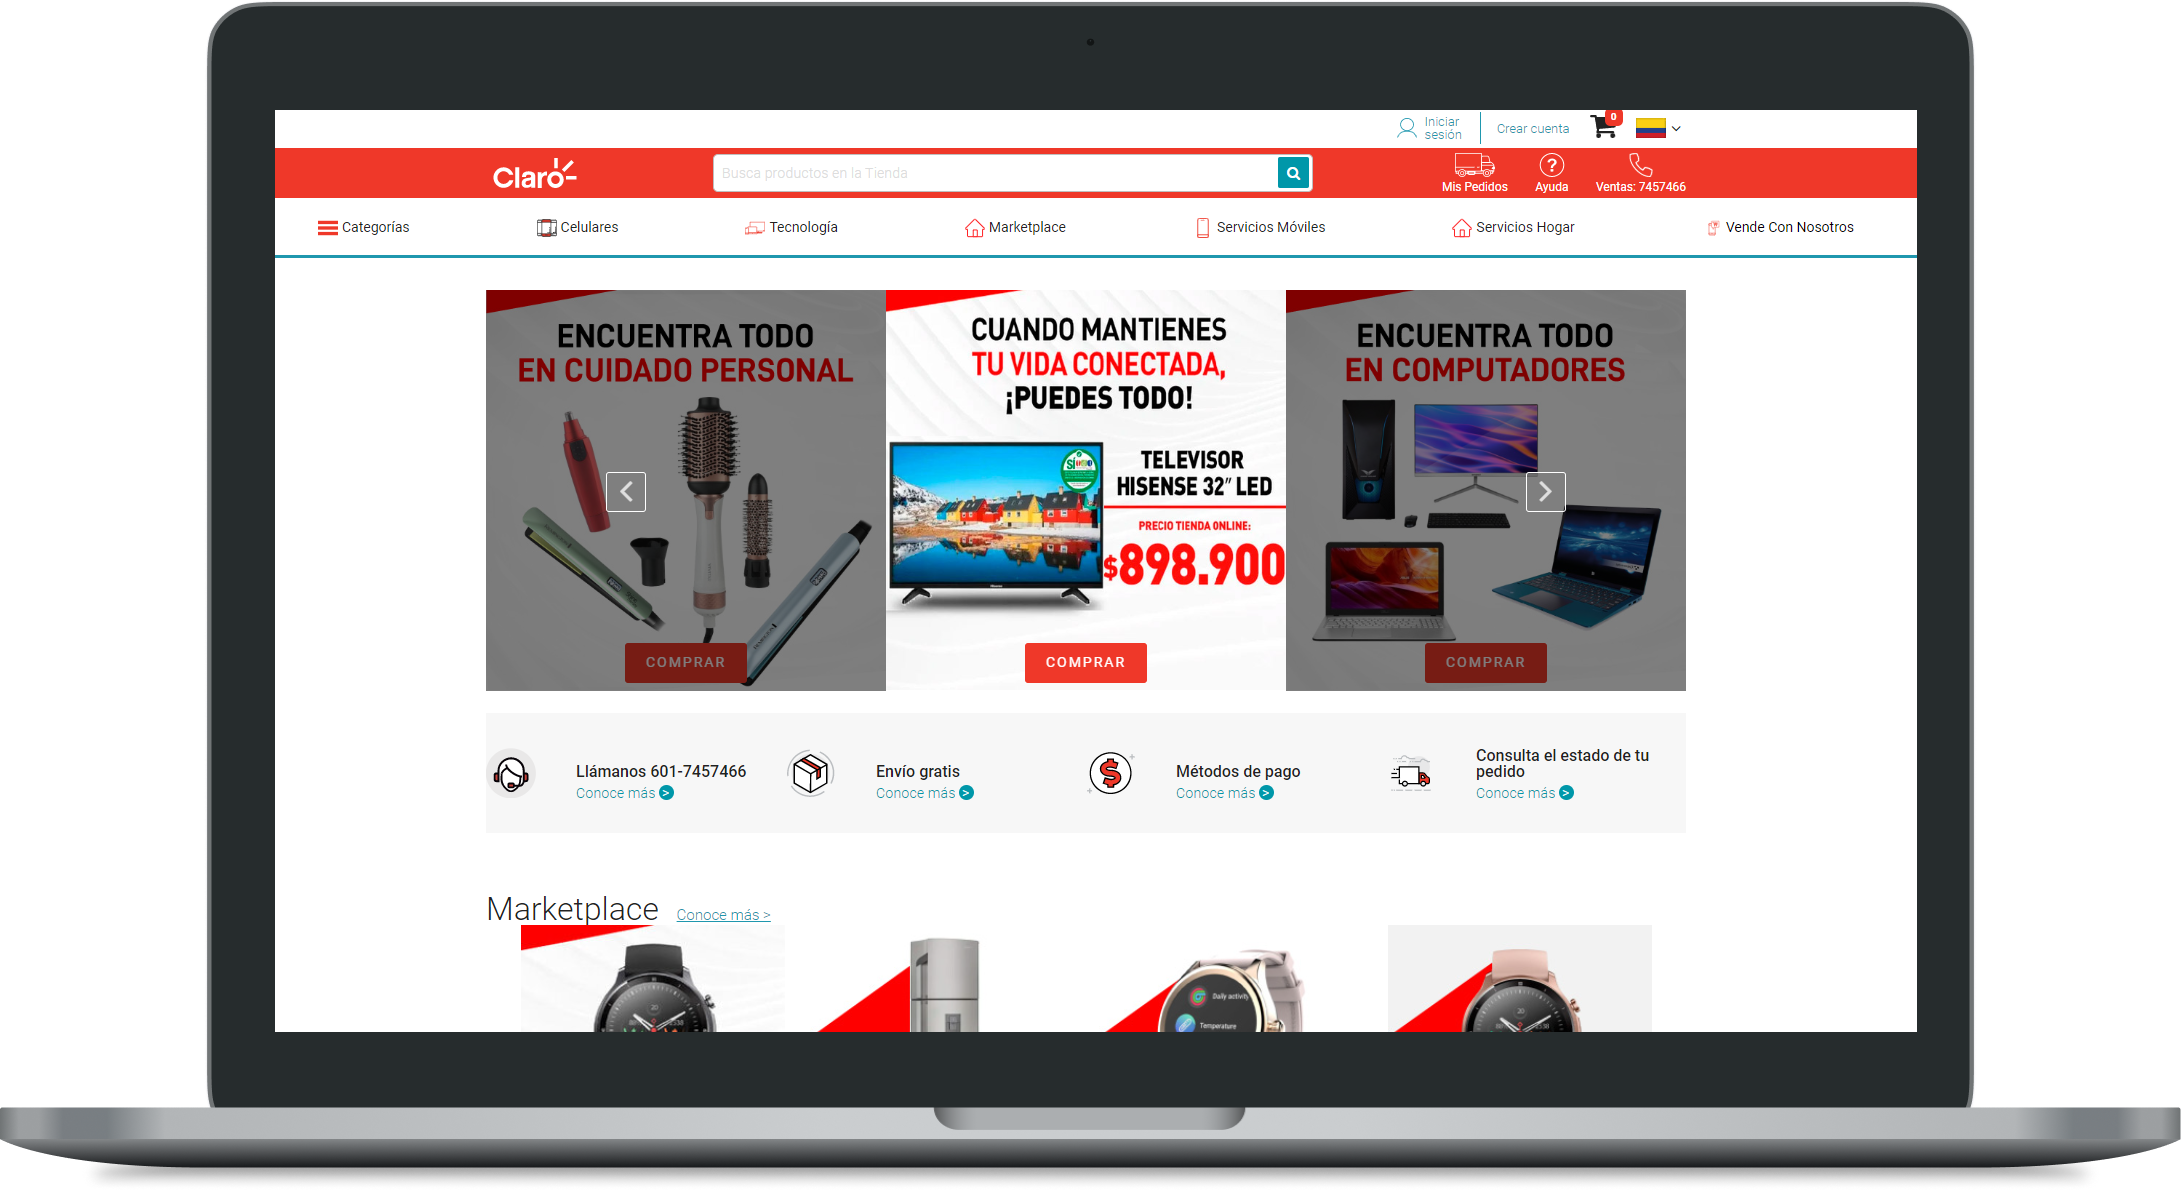 Iniciar
sesión
Crear cuenta
0
Claro
Busca productos en la Tienda
Mis Pedidos
Ayuda
Ventas: 7457466
Categorías
Celulares
Tecnología
Marketplace
Servicios Móviles
Servicios Hogar
Vende Con Nosotros
ENCUENTRA TODO
EN CUIDADO PERSONAL
COMPRAR
CUANDO MANTIENES
TU VIDA CONECTADA,
¡PUEDES TODO!
TELEVISOR
HISENSE 32” LED
PRECIO TIENDA ONLINE:
$898.900
COMPRAR
ENCUENTRA TODO
EN COMPUTADORES
COMPRAR
Llámanos 601-7457466
Conoce más >
Envío gratis
Conoce más >
Métodos de pago
Conoce más >
Consulta el estado de tu
pedido
Conoce más >
Marketplace
Conoce más >
Daily activity
Temperature